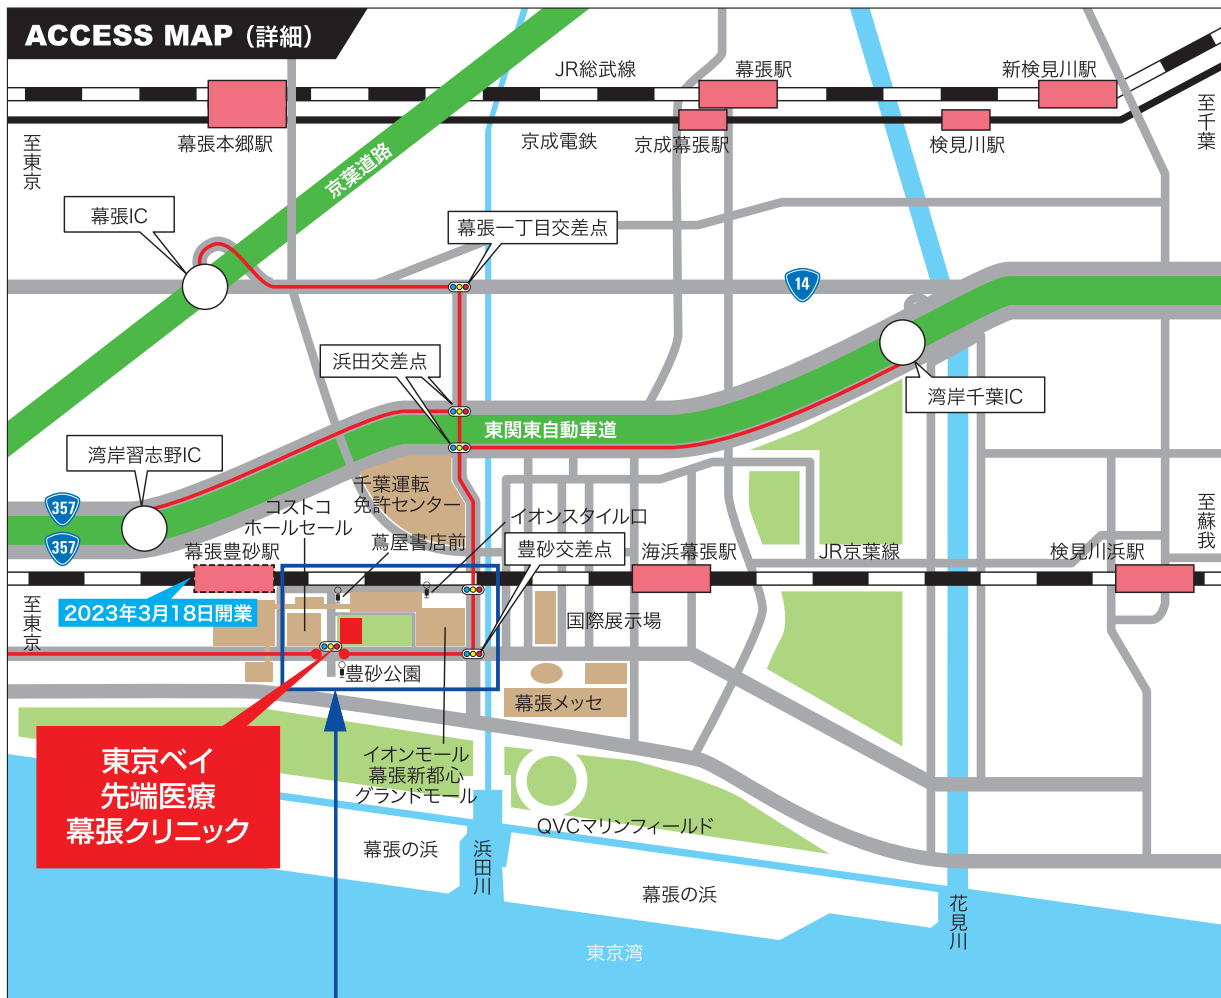 ACCESS MAP（詳細）
JR総武線
幕張駅
新検見川駅
至千葉
至東京
幕張本郷駅
京成電鉄
京成幕張駅
検見川駅
京葉道路
幕張IC
幕張一丁目交差点
14
浜田交差点
湾岸千葉IC
東関東自動車道
湾岸習志野IC
357
357
千葉運転
免許センター
コストコ
ホールセール
イオンスタイル口
蔦屋書店前
豊砂交差点
幕張豊砂駅
海浜幕張駅
JR京葉線
検見川浜駅
至蘇我
至東京
2023年3月18日開業
国際展示場
豊砂公園
幕張メッセ
東京ベイ
先端医療
幕張クリニック
イオンモール
幕張新都心
グランドモール
QVCマリンフィールド
幕張の浜
浜田川
幕張の浜
花見川
東京湾